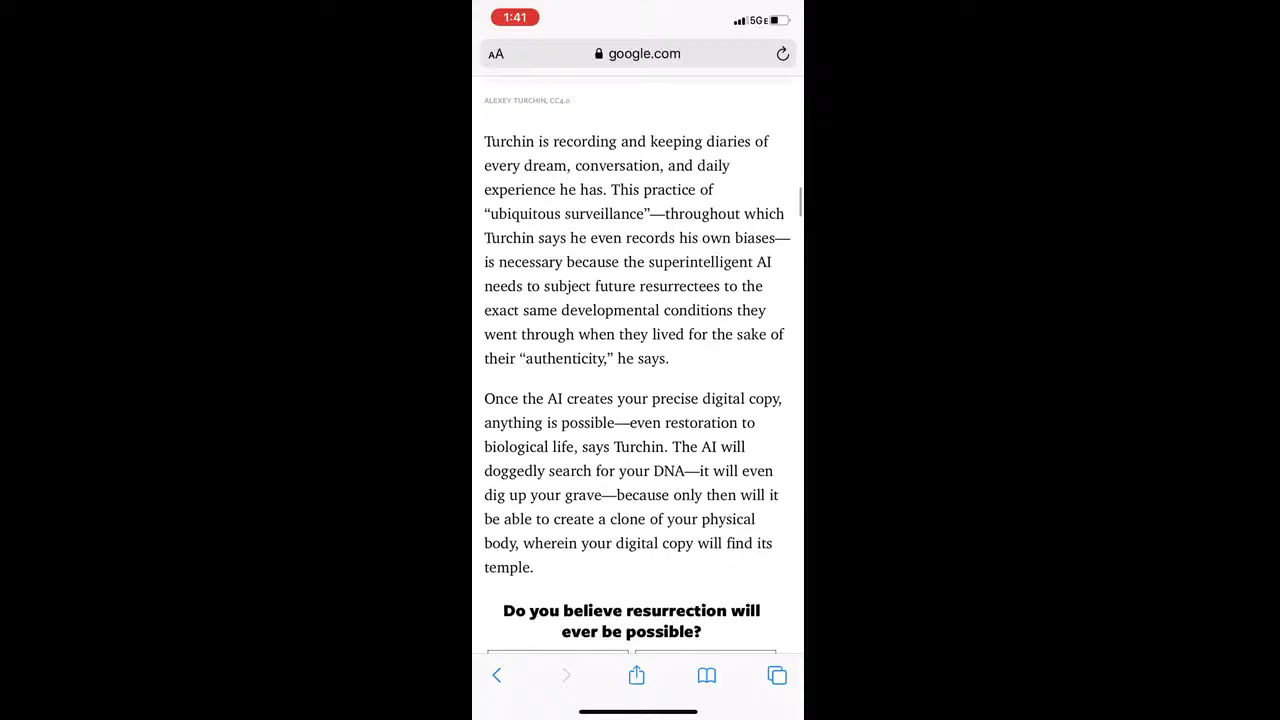 1:41
5GE
AA
google.com
ALEXEY TURCHIN, CC4.0
Turchin is recording and keeping diaries of
every dream, conversation, and daily
experience he has. This practice of
“ubiquitous surveillance”—throughout which
Turchin says he even records his own biases—
is necessary because the superintelligent AI
needs to subject future resurrectees to the
exact same developmental conditions they
went through when they lived for the sake of
their “authenticity,” he says.
Once the AI creates your precise digital copy,
anything is possible—even restoration to
biological life, says Turchin. The AI will
doggedly search for your DNA—it will even
dig up your grave—because only then will it
be able to create a clone of your physical
body, wherein your digital copy will find its
temple.
Do you believe resurrection will
ever be possible?